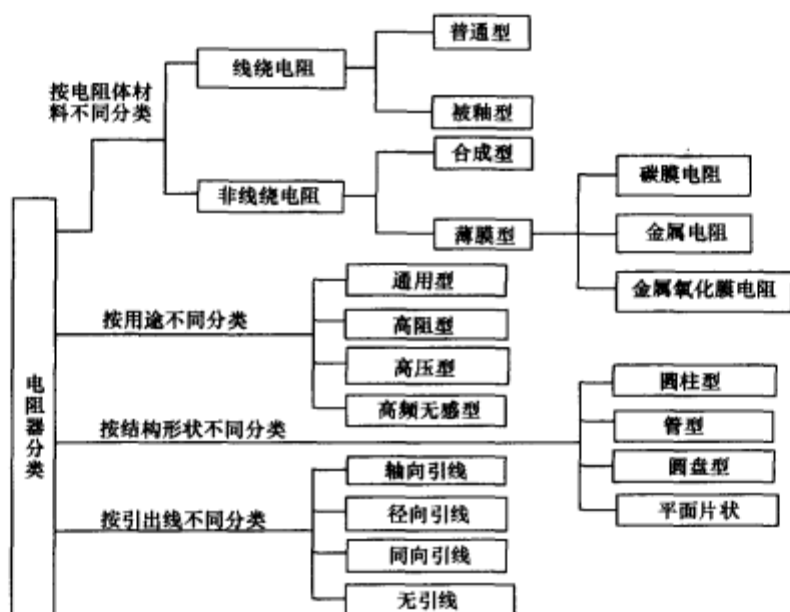 电阻器分类
按电阻体材
料不同分类
线绕电阻
普通型
被釉型
非线绕电阻
合成型
薄膜型
碳膜电阻
金属电阻
金属氧化膜电阻
按用途不同分类
通用型
高阻型
高压型
高频无感型
按结构形状不同分类
圆柱型
管型
圆盘型
平面片状
按引出线不同分类
轴向引线
径向引线
同向引线
无引线